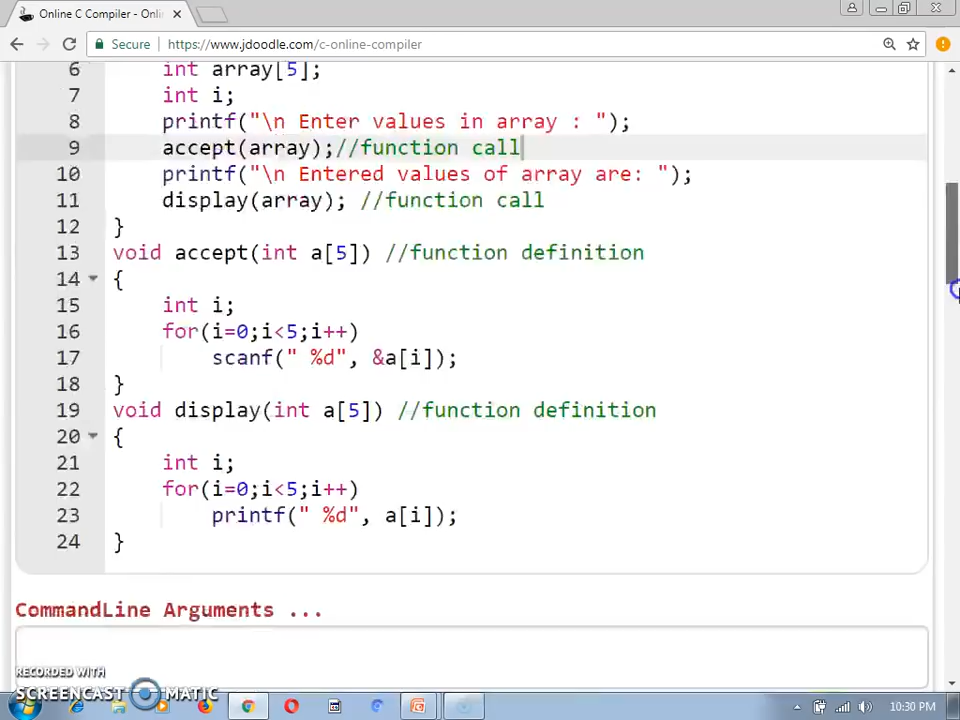 Online C Compiler - Onli
Secure https://www.jdoodle.com/c-online-compiler
6 int array[5];
7 int i;
8 printf("\n Enter values in array : ");
9 accept(array);//function call
10 printf("\n Entered values of array are: ");
11 display(array); //function call
12 }
13 void accept(int a[5]) //function definition
14 {
15 int i;
16 for(i=0;i<5;i++)
17 scanf(" %d", &a[i]);
18 }
19 void display(int a[5]) //function definition
20 {
21 int i;
22 for(i=0;i<5;i++)
23 printf(" %d", a[i]);
24 }
CommandLine Arguments ...
RECORDED WITH
SCREENCAST MATIC
10:30 PM